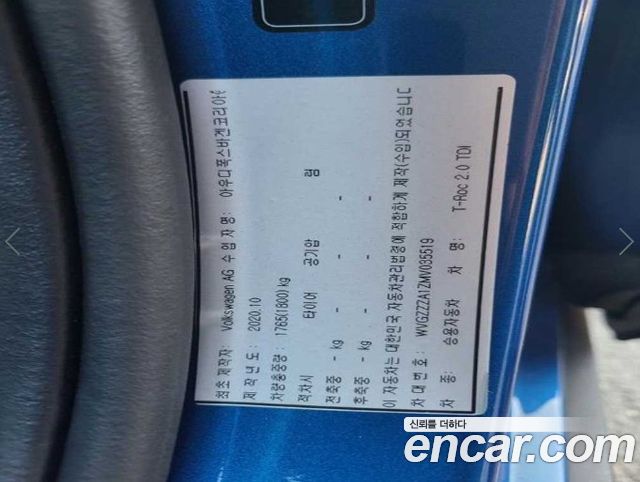 최초 제작자: Volkswagen AG 수 입 자 명: 아우디폭스바겐코리아
제 작 년 도: 2020.10
차량총중량 1765(1800) kg
적차시 타이어 공기압 림
전축중 - kg - - -
후축중 - kg - - -
이 자동차는 대한민국 자동차관리법령에 적합하게 제작(수입)되었습니다
차 대 번 호: WVGZZZA1ZMV035519
차 종: 승용자동차 차 명: T-Roc 2.0 TDI
신뢰를 더하다
encar.com